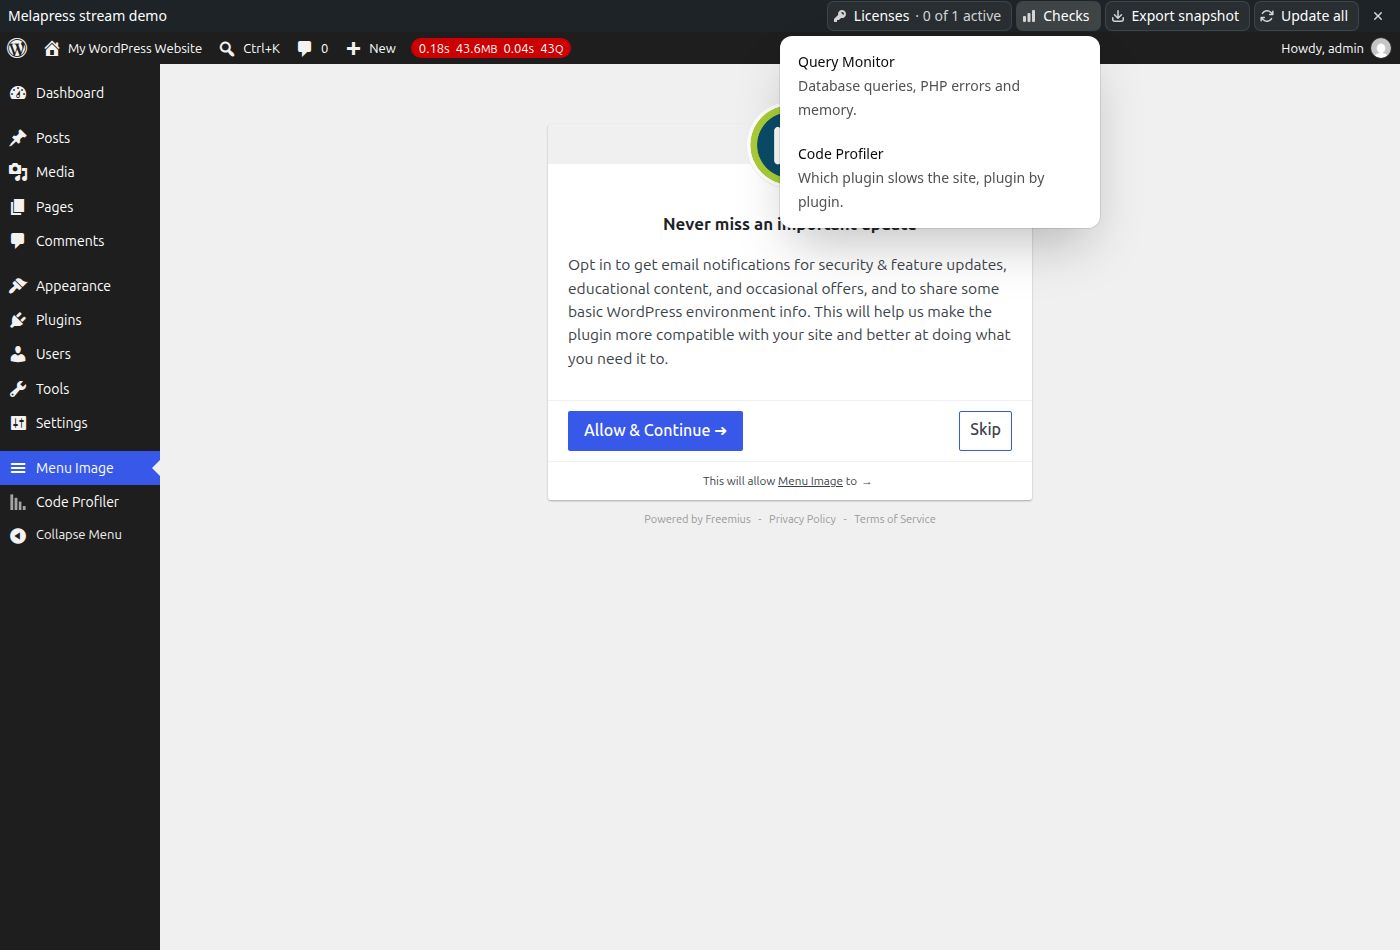 Melapress stream demo
Licenses · 0 of 1 active
Checks
Export snapshot
Update all
My WordPress Website
Ctrl+K
0
New
0.18s 43.6MB 0.04s 43Q
Howdy, admin
Query Monitor
Database queries, PHP errors and
memory.
Code Profiler
Which plugin slows the site, plugin by
plugin.
Dashboard
Posts
Media
Pages
Comments
Appearance
Plugins
Users
Tools
Settings
Menu Image
Code Profiler
Collapse Menu
Never miss an important update
Opt in to get email notifications for security & feature updates,
educational content, and occasional offers, and to share some
basic WordPress environment info. This will help us make the
plugin more compatible with your site and better at doing what
you need it to.
Allow & Continue ➜
Skip
This will allow Menu Image to →
Powered by Freemius - Privacy Policy - Terms of Service